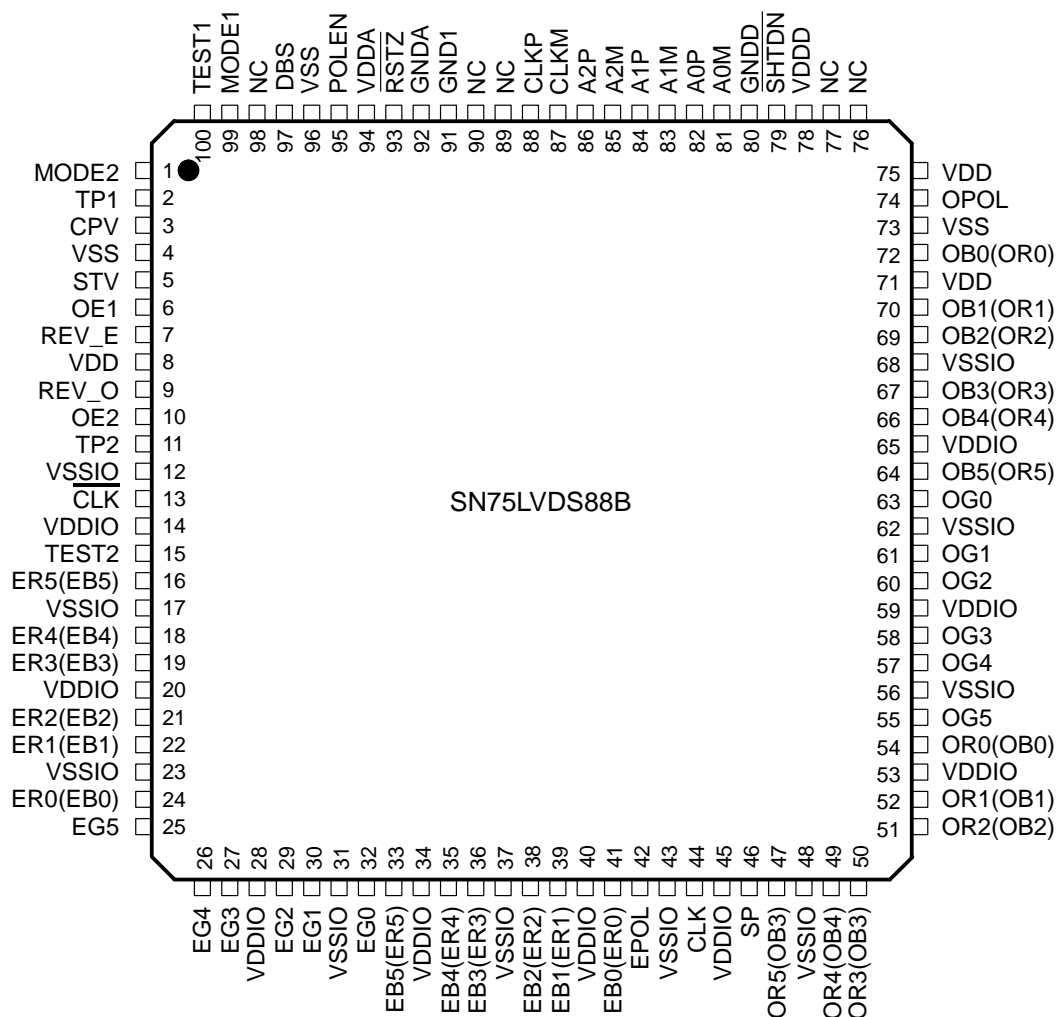 TEST1
MODE1
NC
DBS
VSS
POLEN
VDDA
RSTZ
GNDA
GND1
NC
NC
CLKP
CLKM
A2P
A2M
A1P
A1M
A0P
A0M
GNDD
SHTDN
VDDD
NC
NC
100
99
98
97
96
95
94
93
92
91
90
89
88
87
86
85
84
83
82
81
80
79
78
77
76
MODE2 1
TP1 2
CPV 3
VSS 4
STV 5
OE1 6
REV_E 7
VDD 8
REV_O 9
OE2 10
TP2 11
VSSIO 12
CLK 13
VDDIO 14
TEST2 15
ER5(EB5) 16
VSSIO 17
ER4(EB4) 18
ER3(EB3) 19
VDDIO 20
ER2(EB2) 21
ER1(EB1) 22
VSSIO 23
ER0(EB0) 24
EG5 25
SN75LVDS88B
75 VDD
74 OPOL
73 VSS
72 OB0(OR0)
71 VDD
70 OB1(OR1)
69 OB2(OR2)
68 VSSIO
67 OB3(OR3)
66 OB4(OR4)
65 VDDIO
64 OB5(OR5)
63 OG0
62 VSSIO
61 OG1
60 OG2
59 VDDIO
58 OG3
57 OG4
56 VSSIO
55 OG5
54 OR0(OB0)
53 VDDIO
52 OR1(OB1)
51 OR2(OB2)
26
27
28
29
30
31
32
33
34
35
36
37
38
39
40
41
42
43
44
45
46
47
48
49
50
EG4
EG3
VDDIO
EG2
EG1
VSSIO
EG0
EB5(ER5)
VDDIO
EB4(ER4)
EB3(ER3)
VSSIO
EB2(ER2)
EB1(ER1)
VDDIO
EB0(ER0)
EPOL
VSSIO
CLK
VDDIO
SP
OR5(OB3)
VSSIO
OR4(OB4)
OR3(OB3)